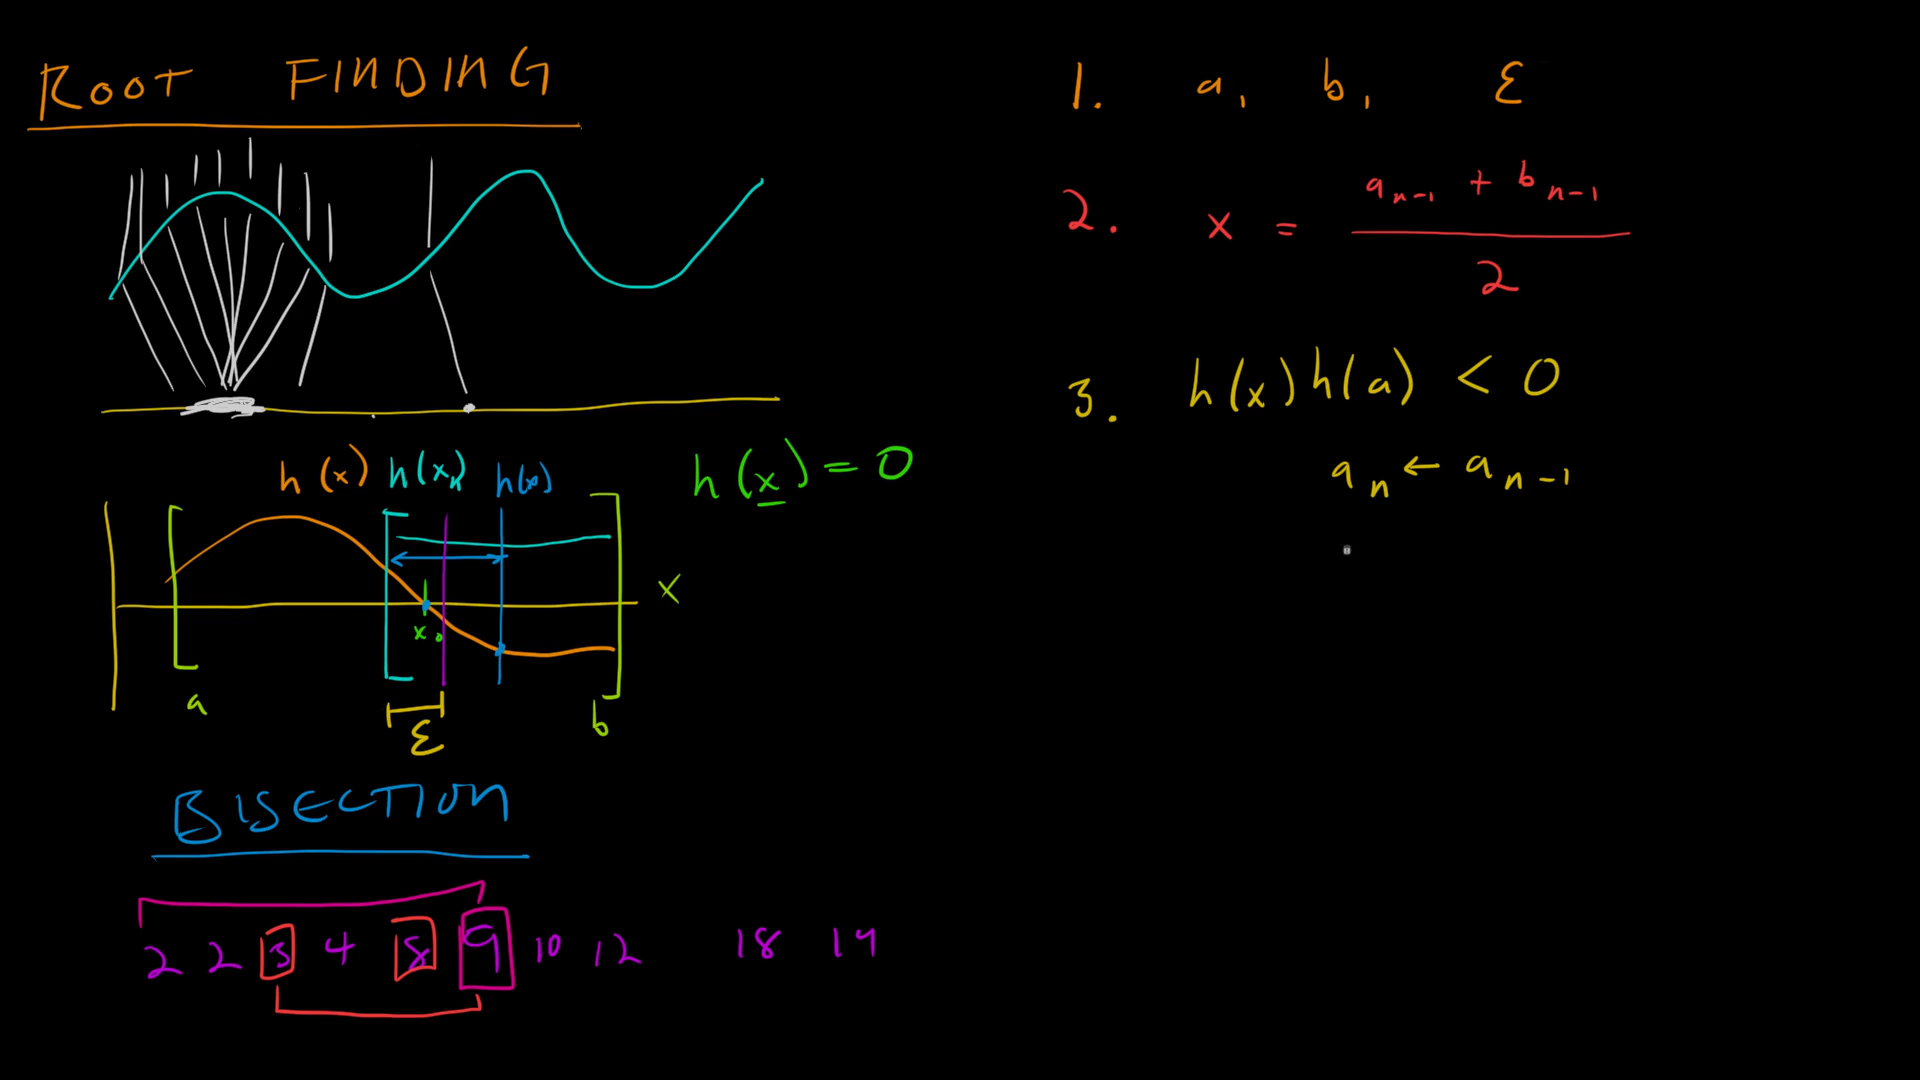 ROOT FINDING
h(x) h(xₙ) h(x)
h(x) = 0
x
x₀
a
b
ε
BISECTION
2 2 3 4 8 9 10 12 18 19
1. a, b, ε
2. x = (aₙ₋₁ + bₙ₋₁) / 2
3. h(x)h(a) < 0
aₙ ← aₙ₋₁